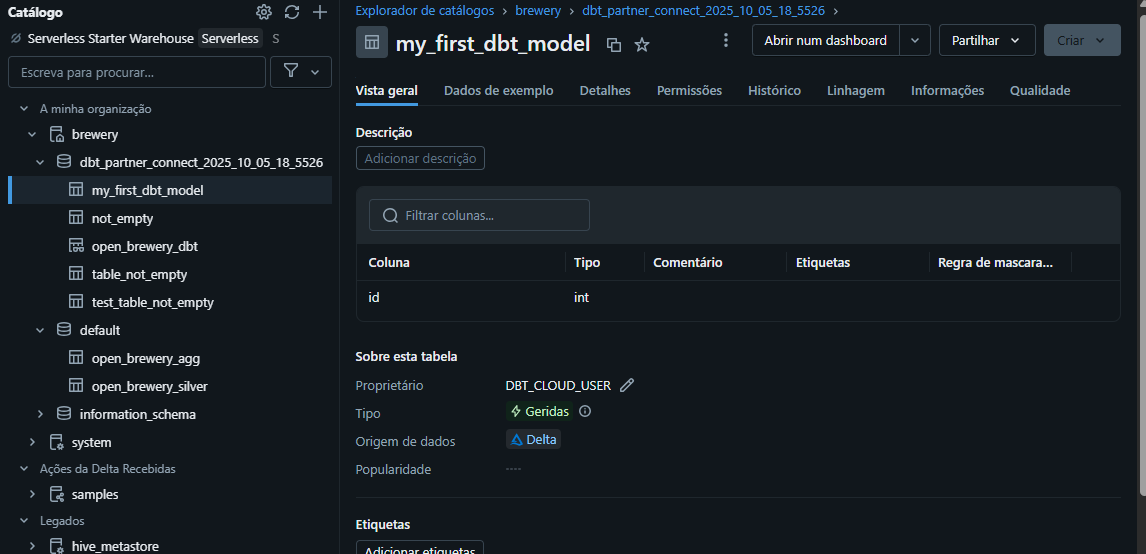 Catálogo
Serverless Starter Warehouse Serverless S
Escreva para procurar...
A minha organização
brewery
dbt_partner_connect_2025_10_05_18_5526
my_first_dbt_model
not_empty
open_brewery_dbt
table_not_empty
test_table_not_empty
default
open_brewery_agg
open_brewery_silver
information_schema
system
Ações da Delta Recebidas
samples
Legados
hive_metastore
Explorador de catálogos > brewery > dbt_partner_connect_2025_10_05_18_5526 >
my_first_dbt_model
Abrir num dashboard
Partilhar
Criar
Vista geral
Dados de exemplo
Detalhes
Permissões
Histórico
Linhagem
Informações
Qualidade
Descrição
Adicionar descrição
Filtrar colunas...
Coluna Tipo Comentário Etiquetas Regra de mascara...
id int
Sobre esta tabela
Proprietário DBT_CLOUD_USER
Tipo Geridas
Origem de dados Delta
Popularidade ----
Etiquetas
Adicionar etiquetas